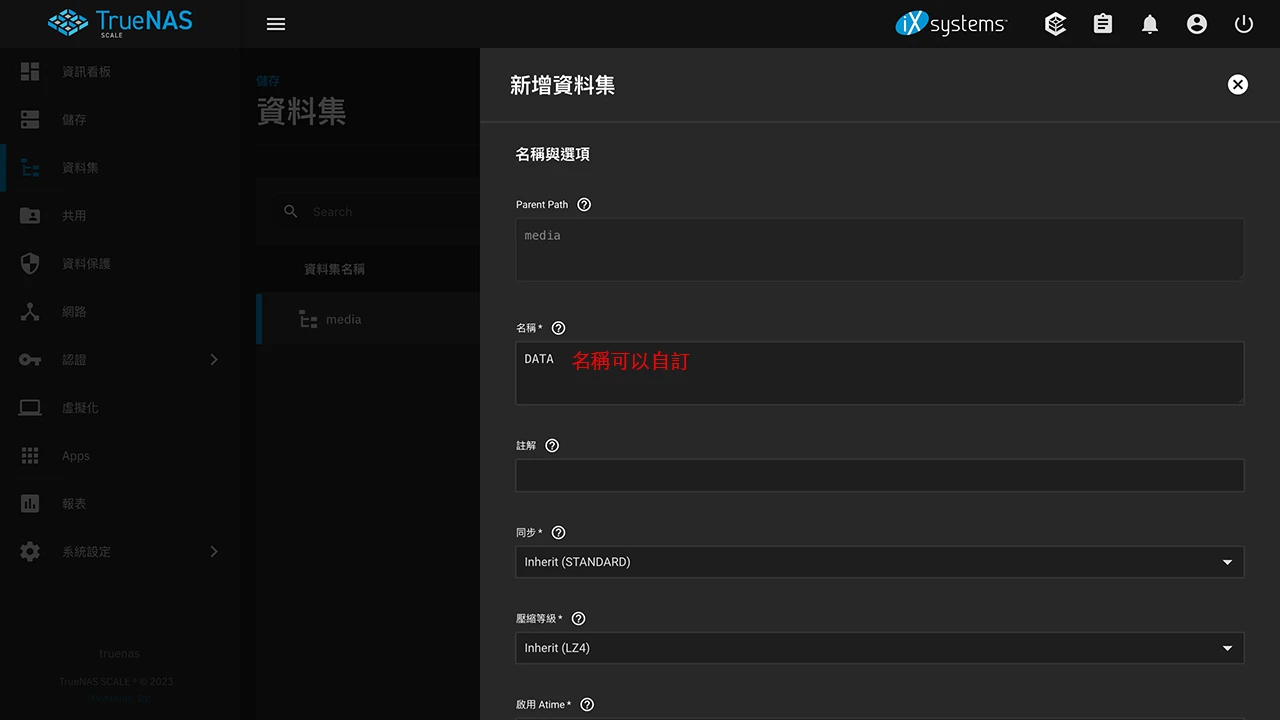 TrueNAS
SCALE
iXsystems
資訊看板
儲存
資料集
共用
資料保護
網路
認證
虛擬化
Apps
報表
系統設定
truenas
TrueNAS SCALE ® © 2023
儲存
資料集
Search
資料集名稱
media
新增資料集
名稱與選項
Parent Path
media
名稱 *
DATA 名稱可以自訂
註解
同步 *
Inherit (STANDARD)
壓縮等級 *
Inherit (LZ4)
啟用 Atime *